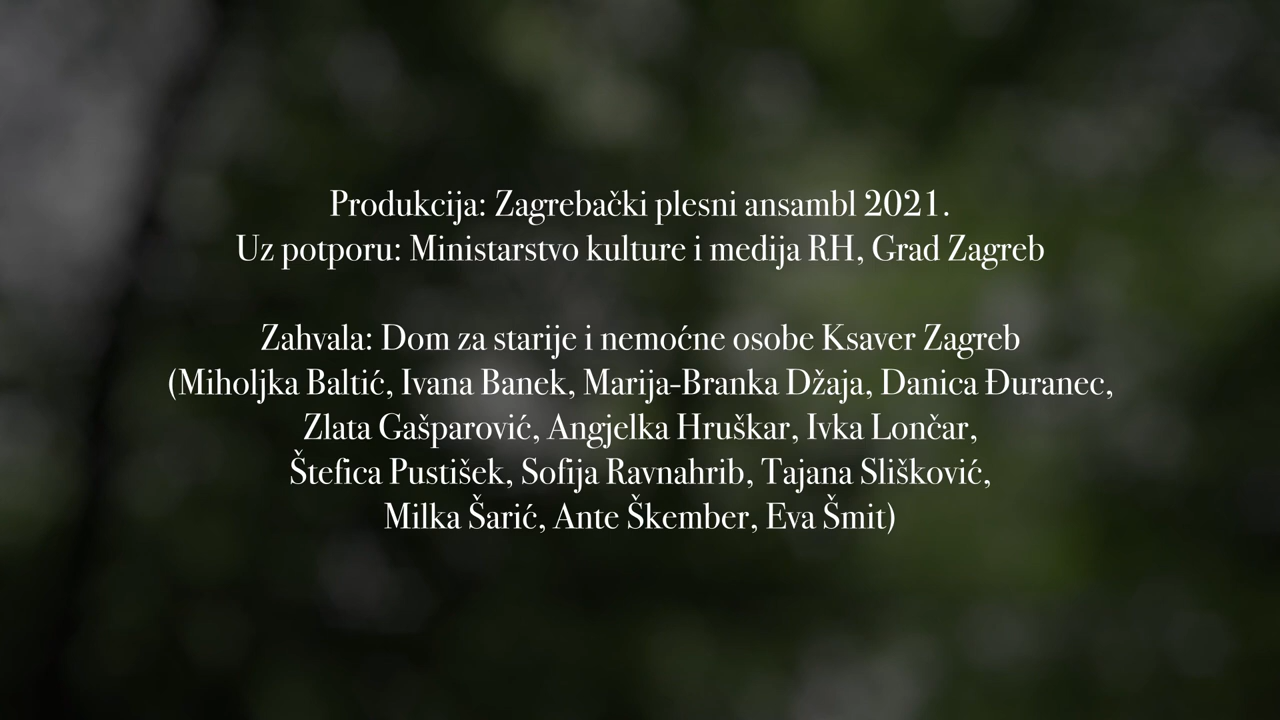 Produkcija: Zagrebački plesni ansambl 2021.
Uz potporu: Ministarstvo kulture i medija RH, Grad Zagreb
Zahvala: Dom za starije i nemoćne osobe Ksaver Zagreb
(Miholjka Baltić, Ivana Banek, Marija-Branka Džaja, Danica Đuranec,
Zlata Gašparović, Angjelka Hruškar, Ivka Lončar,
Štefica Pustišek, Sofija Ravnahrib, Tajana Slišković,
Milka Šarić, Ante Škember, Eva Šmit)